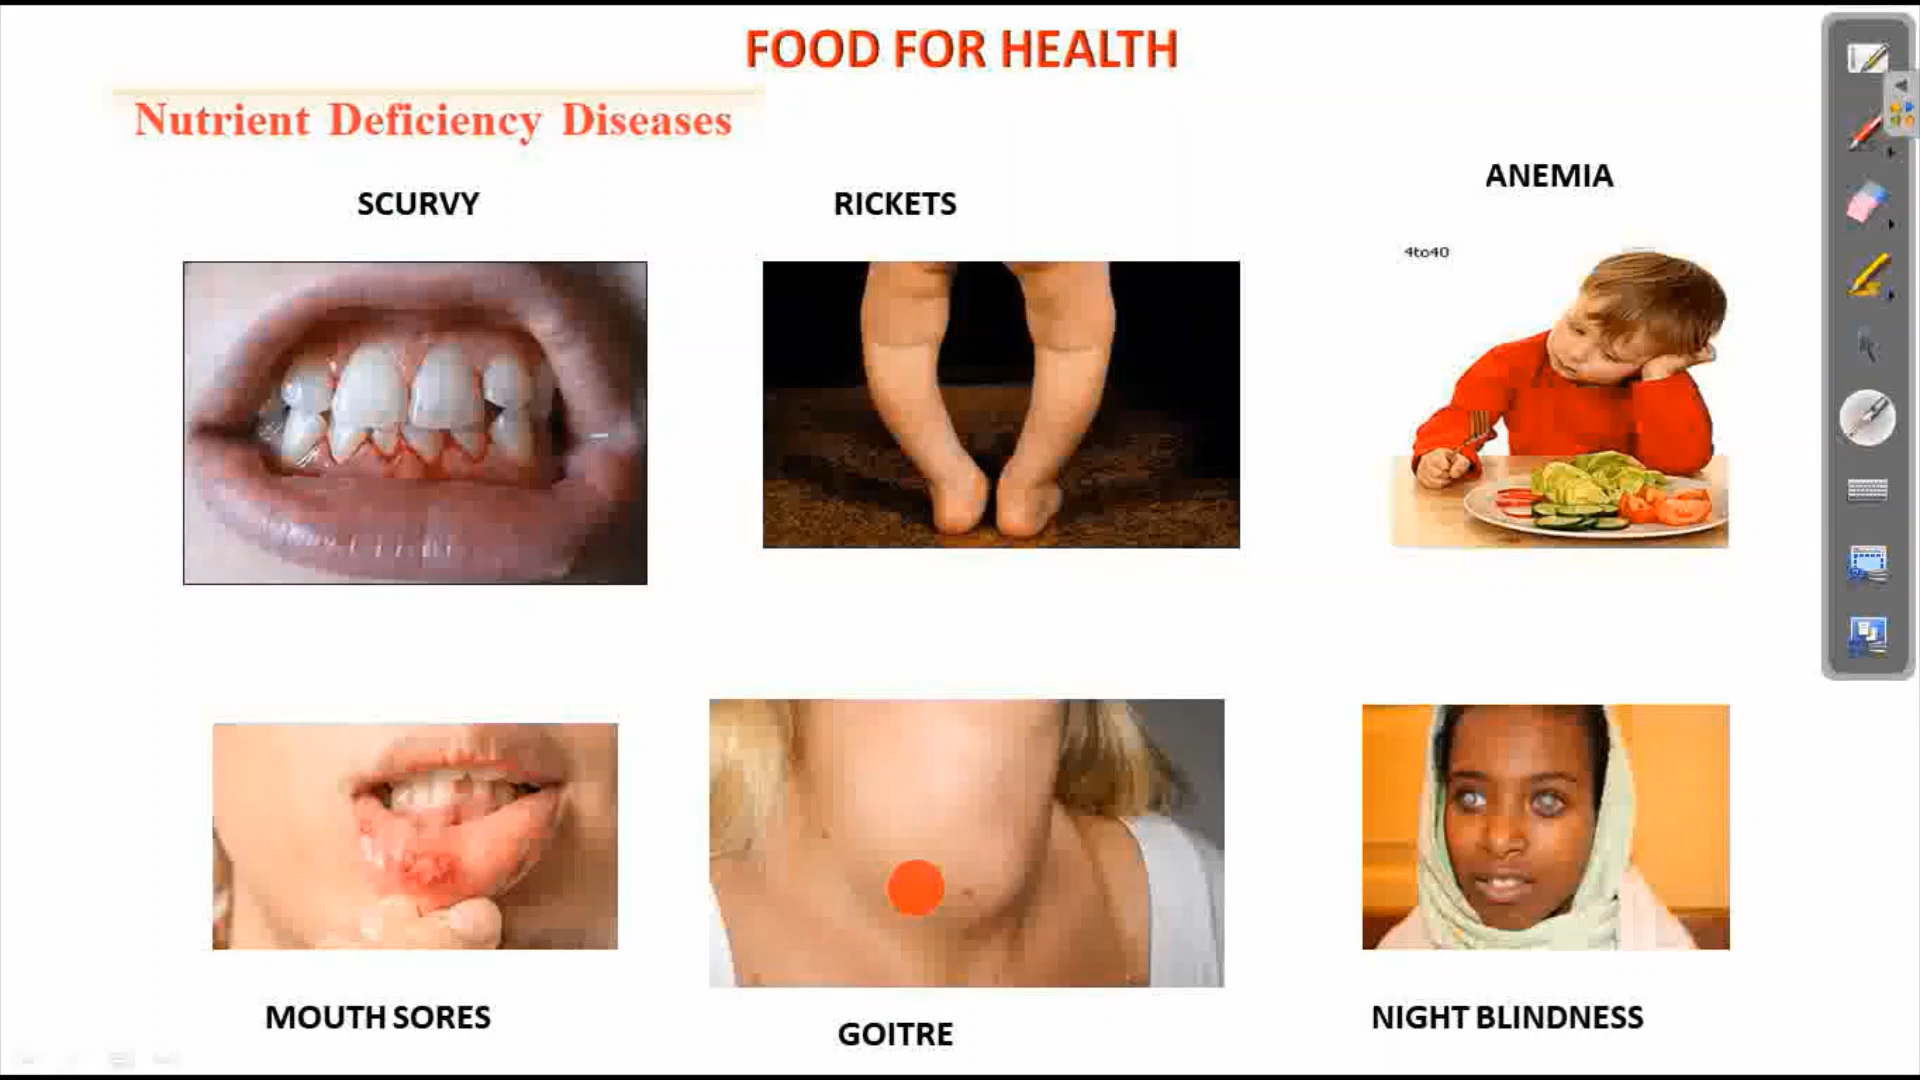 FOOD FOR HEALTH
Nutrient Deficiency Diseases
SCURVY
RICKETS
ANEMIA
4to40
MOUTH SORES
GOITRE
NIGHT BLINDNESS